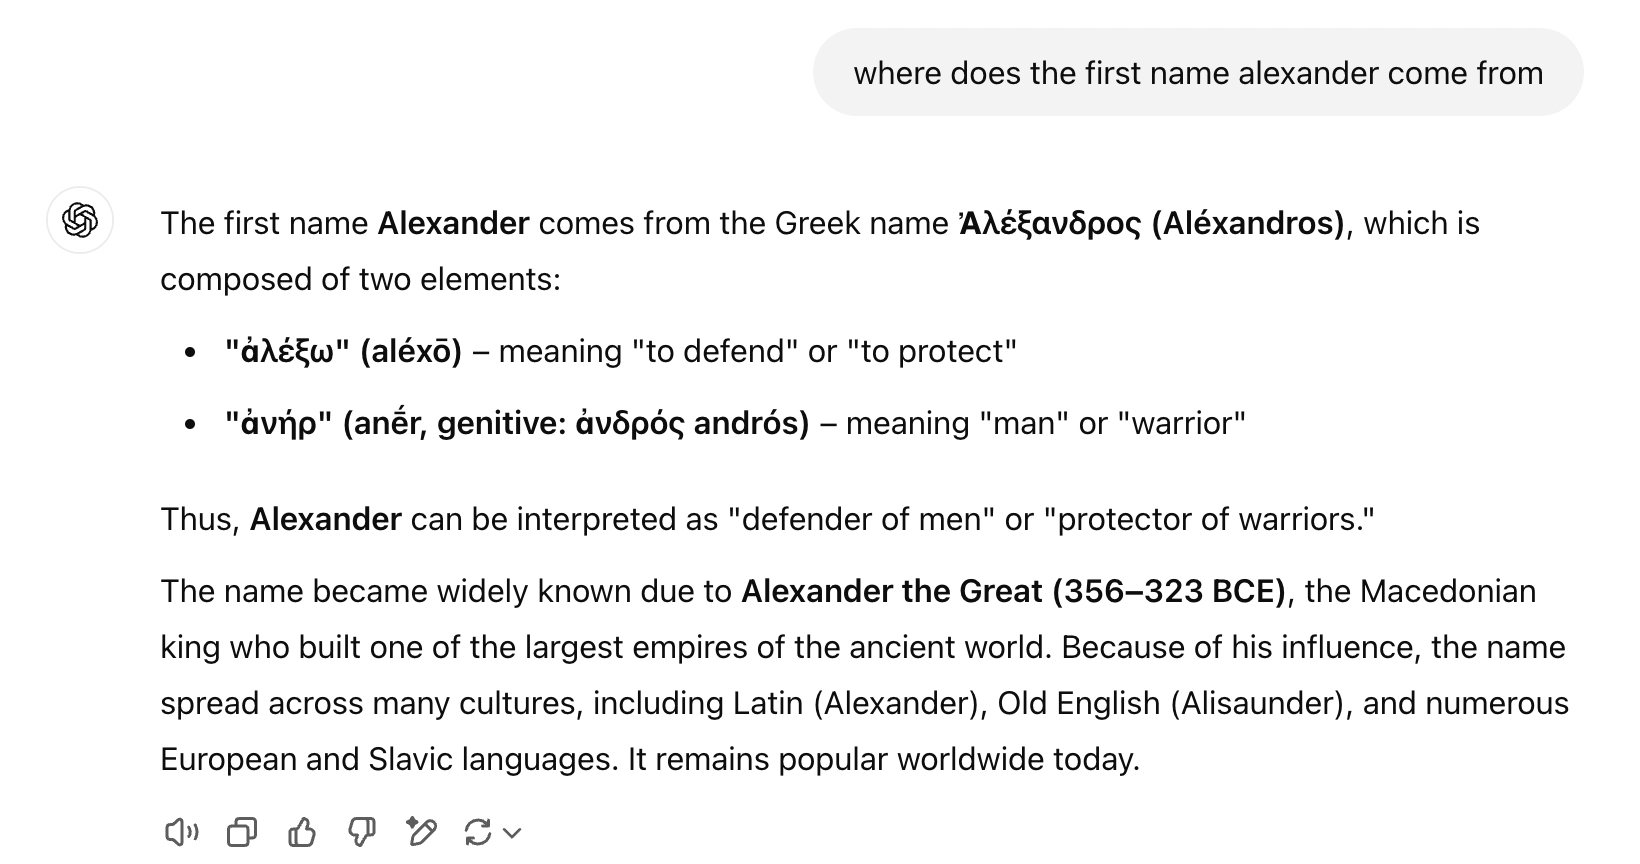 where does the first name alexander come from
The first name Alexander comes from the Greek name Ἀλέξανδρος (Aléxandros), which is
composed of two elements:
• "ἀλέξω" (aléxō) – meaning "to defend" or "to protect"
• "ἀνήρ" (anḗr, genitive: ἀνδρός andrós) – meaning "man" or "warrior"
Thus, Alexander can be interpreted as "defender of men" or "protector of warriors."
The name became widely known due to Alexander the Great (356–323 BCE), the Macedonian
king who built one of the largest empires of the ancient world. Because of his influence, the name
spread across many cultures, including Latin (Alexander), Old English (Alisaunder), and numerous
European and Slavic languages. It remains popular worldwide today.